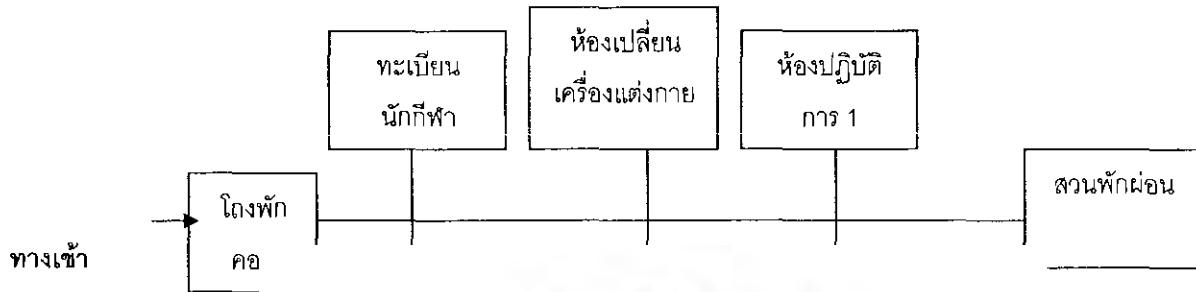 ทะเบียน
นักกีฬา
ห้องเปลี่ยน
เครื่องแต่งกาย
ห้องปฏิบัติ
การ 1
โถงพัก
คอ
สวนพักผ่อน
ทางเข้า